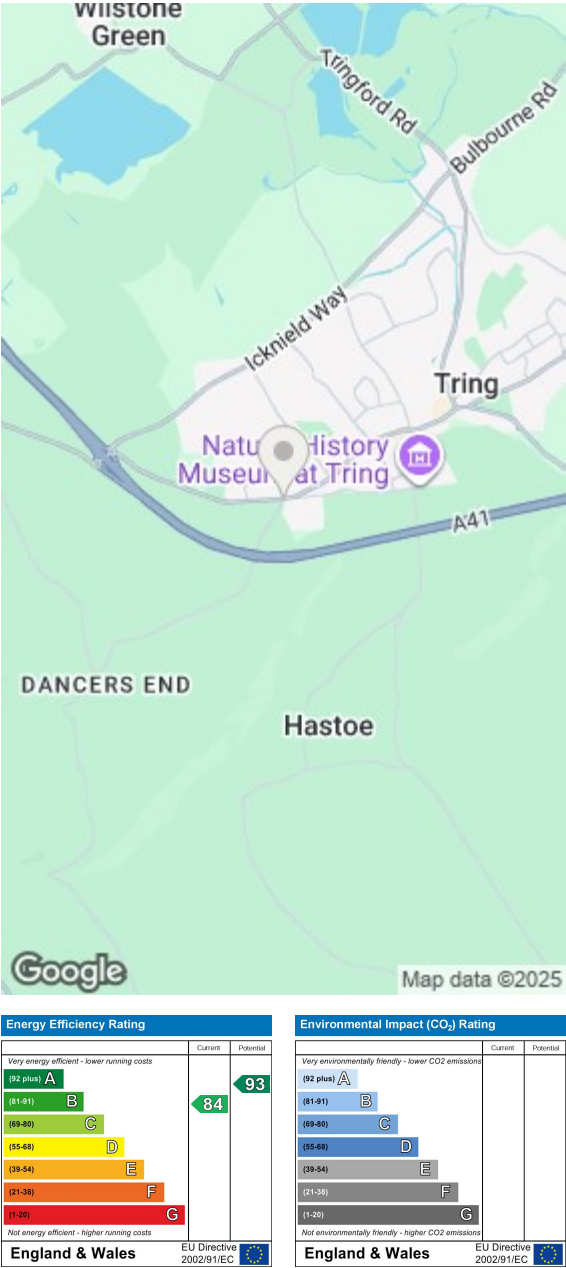 Wilstone
Green
Tringford Rd
Bulbourne Rd
Icknield Way
Tring
Natu History
Museum at Tring
A41
DANCERS END
Hastoe
Google
Map data ©2025
Energy Efficiency Rating
Current Potential
Very energy efficient - lower running costs
(92 plus) A
93
(81-91) B
84
(69-80) C
(55-68) D
(39-54) E
(21-38) F
(1-20) G
Not energy efficient - higher running costs
England & Wales
EU Directive
2002/91/EC
Environmental Impact (CO2) Rating
Current Potential
Very environmentally friendly - lower CO2 emissions
(92 plus) A
(81-91) B
(69-80) C
(55-68) D
(39-54) E
(21-38) F
(1-20) G
Not environmentally friendly - higher CO2 emissions
England & Wales
EU Directive
2002/91/EC